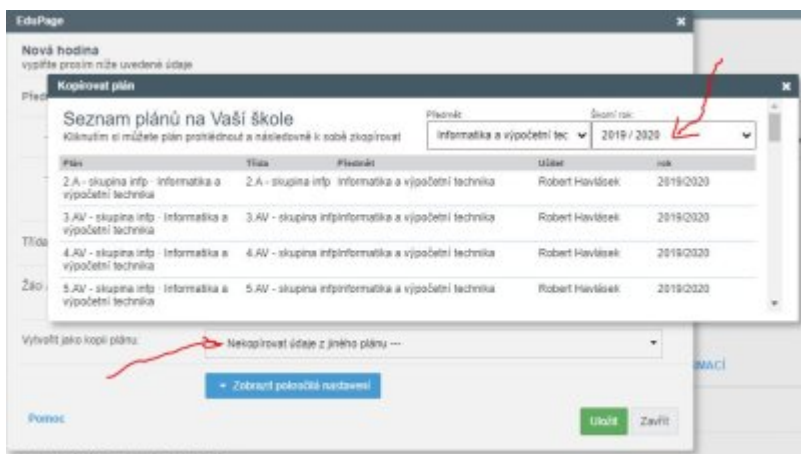 EduPage
Nová hodina
vyplňte prosím níže uvedené údaje
Kopírovat plán
Seznam plánů na Vaší škole
Kliknutím si můžete plán prohlédnout a následovně k sobě zkopírovat
Předmět:
Školní rok:
Informatika a výpočetní tec
2019 / 2020
Plán Třída Předmět Učitel rok
2.A - skupina infp - Informatika a výpočetní technika 2.A - skupina infp Informatika a výpočetní technika Robert Havlásek 2019/2020
3.AV - skupina infp - Informatika a výpočetní technika 3.AV - skupina infpInformatika a výpočetní technika Robert Havlásek 2019/2020
4.AV - skupina infp - Informatika a výpočetní technika 4.AV - skupina infpInformatika a výpočetní technika Robert Havlásek 2019/2020
5.AV - skupina infp - Informatika a výpočetní technika 5.AV - skupina infpInformatika a výpočetní technika Robert Havlásek 2019/2020
Třída
Vytvořit jako kopii plánu:
Nekopírovat údaje z jiného plánu ---
+ Zobrazit pokročilá nastavení
Pomoc
Uložit
Zavřít